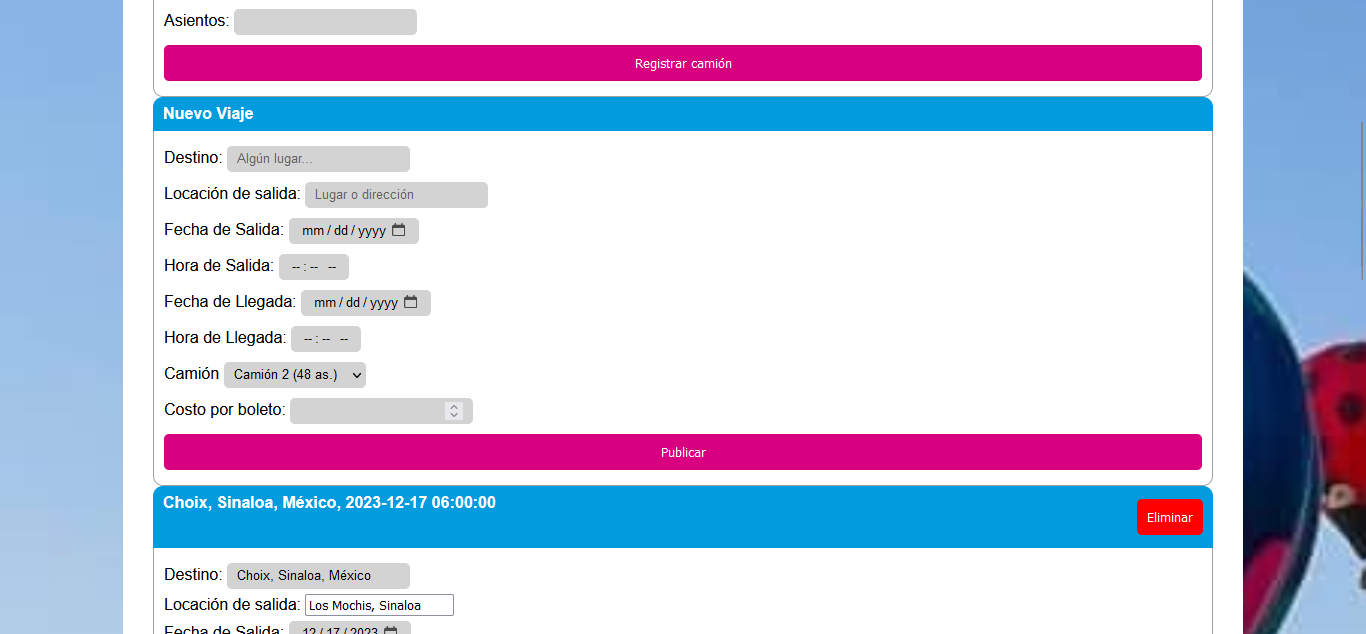 Asientos:
Registrar camión
Nuevo Viaje
Destino: Algún lugar...
Locación de salida: Lugar o dirección
Fecha de Salida: mm / dd / yyyy
Hora de Salida: -- : -- --
Fecha de Llegada: mm / dd / yyyy
Hora de Llegada: -- : -- --
Camión Camión 2 (48 as.)
Costo por boleto:
Publicar
Choix, Sinaloa, México, 2023-12-17 06:00:00
Eliminar
Destino: Choix, Sinaloa, México
Locación de salida: Los Mochis, Sinaloa
Fecha de Salida: 12 / 17 / 2023